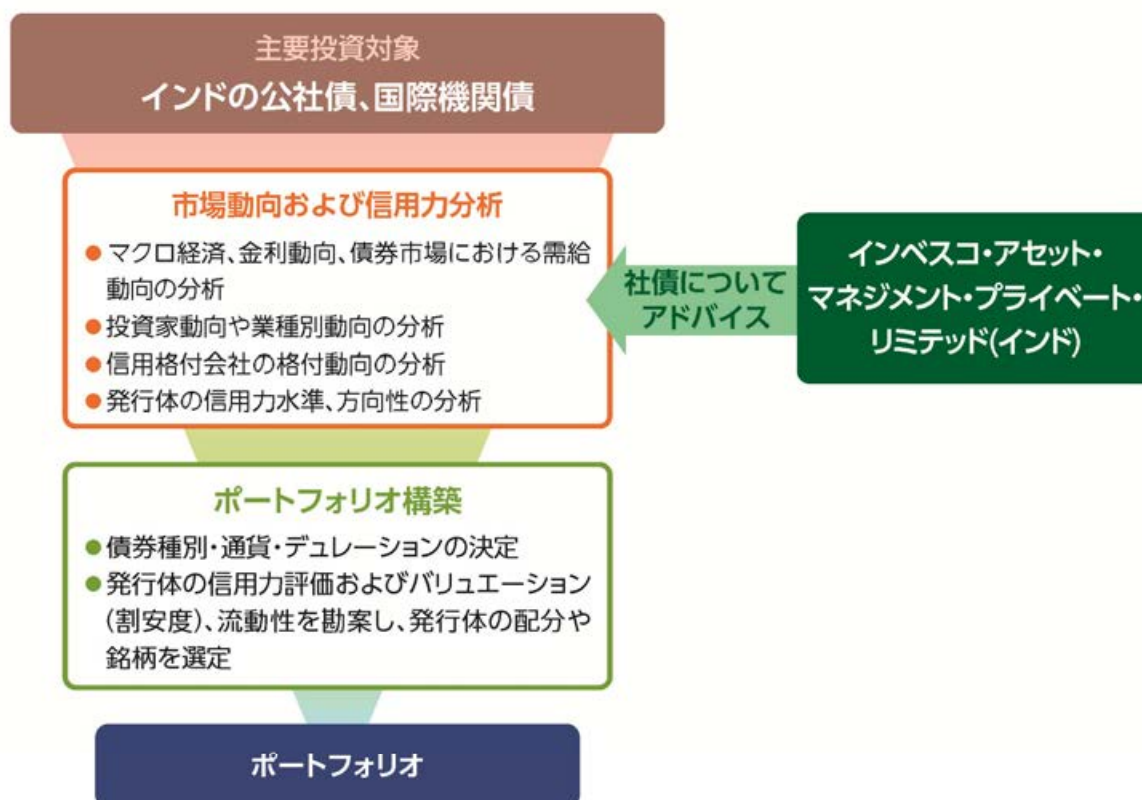 主要投資対象
インドの公社債、国際機関債
市場動向および信用力分析
● マクロ経済、金利動向、債券市場における需給
動向の分析
● 投資家動向や業種別動向の分析
● 信用格付会社の格付動向の分析
● 発行体の信用力水準、方向性の分析
社債について
アドバイス
インベスコ・アセット・
マネジメント・プライベート・
リミテッド(インド)
ポートフォリオ構築
● 債券種別・通貨・デュレーションの決定
● 発行体の信用力評価およびバリュエーション
(割安度)、流動性を勘案し、発行体の配分や
銘柄を選定
ポートフォリオ